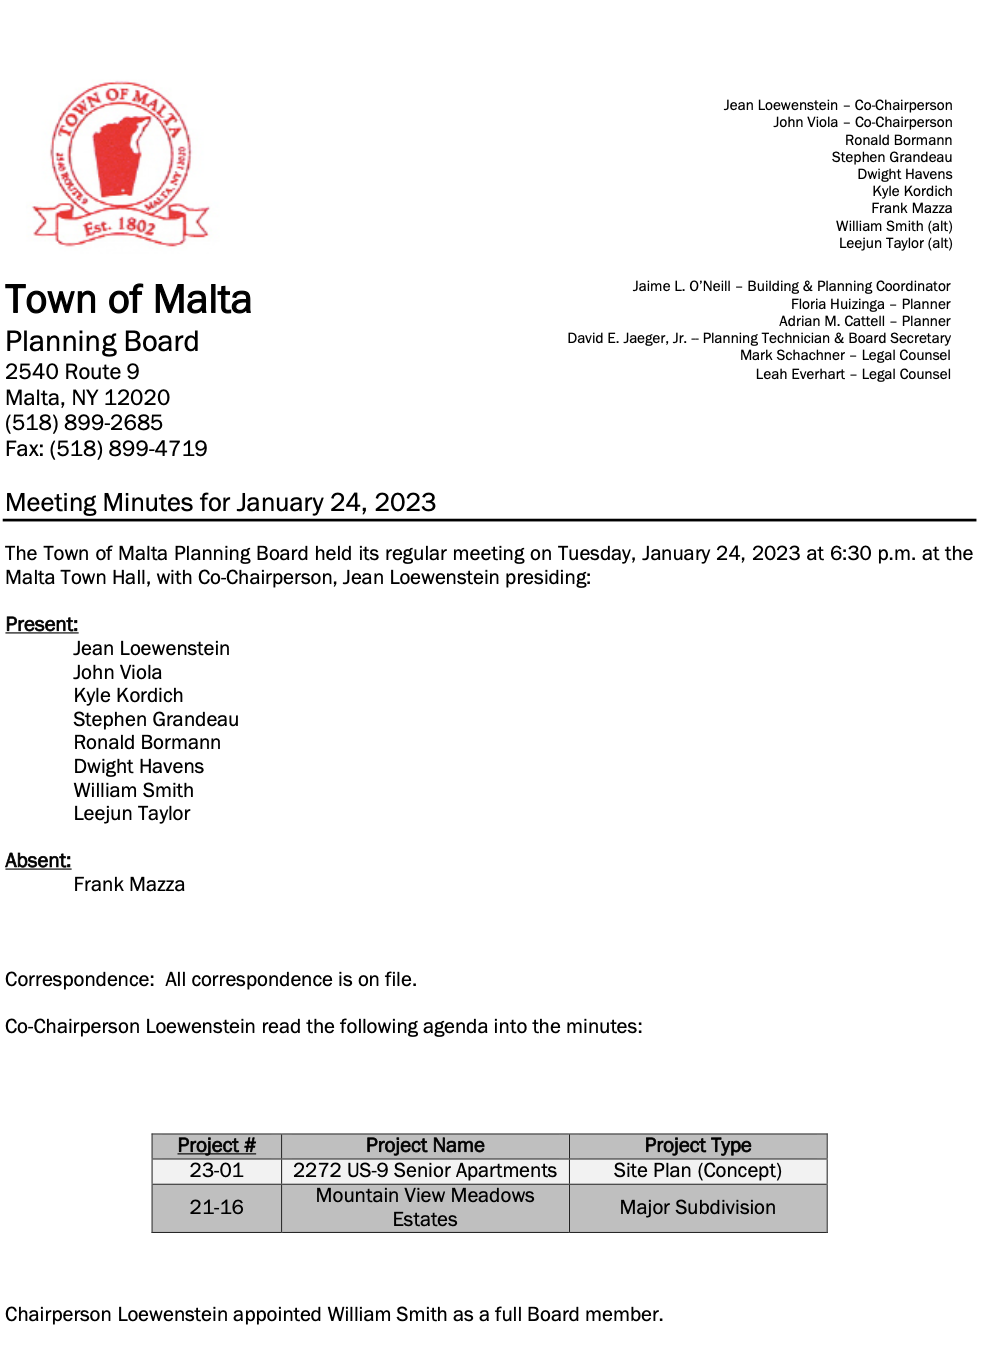 TOWN OF MALTA
2540 ROUTE 9
MALTA, NY 12020
Est. 1802
Jean Loewenstein – Co-Chairperson
John Viola – Co-Chairperson
Ronald Bormann
Stephen Grandeau
Dwight Havens
Kyle Kordich
Frank Mazza
William Smith (alt)
Leejun Taylor (alt)
Jaime L. O'Neill – Building & Planning Coordinator
Floria Huizinga – Planner
Adrian M. Cattell – Planner
David E. Jaeger, Jr. – Planning Technician & Board Secretary
Mark Schachner – Legal Counsel
Leah Everhart – Legal Counsel
Town of Malta
Planning Board
2540 Route 9
Malta, NY 12020
(518) 899-2685
Fax: (518) 899-4719
Meeting Minutes for January 24, 2023
The Town of Malta Planning Board held its regular meeting on Tuesday, January 24, 2023 at 6:30 p.m. at the
Malta Town Hall, with Co-Chairperson, Jean Loewenstein presiding:
Present:
Jean Loewenstein
John Viola
Kyle Kordich
Stephen Grandeau
Ronald Bormann
Dwight Havens
William Smith
Leejun Taylor
Absent:
Frank Mazza
Correspondence:  All correspondence is on file.
Co-Chairperson Loewenstein read the following agenda into the minutes:
Project # Project Name Project Type
23-01 2272 US-9 Senior Apartments Site Plan (Concept)
21-16 Mountain View Meadows Estates Major Subdivision
Chairperson Loewenstein appointed William Smith as a full Board member.